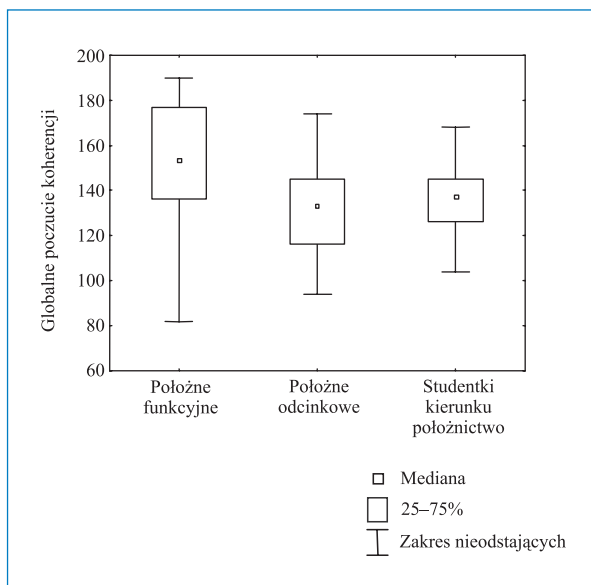 Globalne poczucie koherencji
200
180
160
140
120
100
80
60
Położne
funkcyjne
Położne
odcinkowe
Studentki
kierunku
położnictwo
Mediana
25–75%
Zakres nieodstających